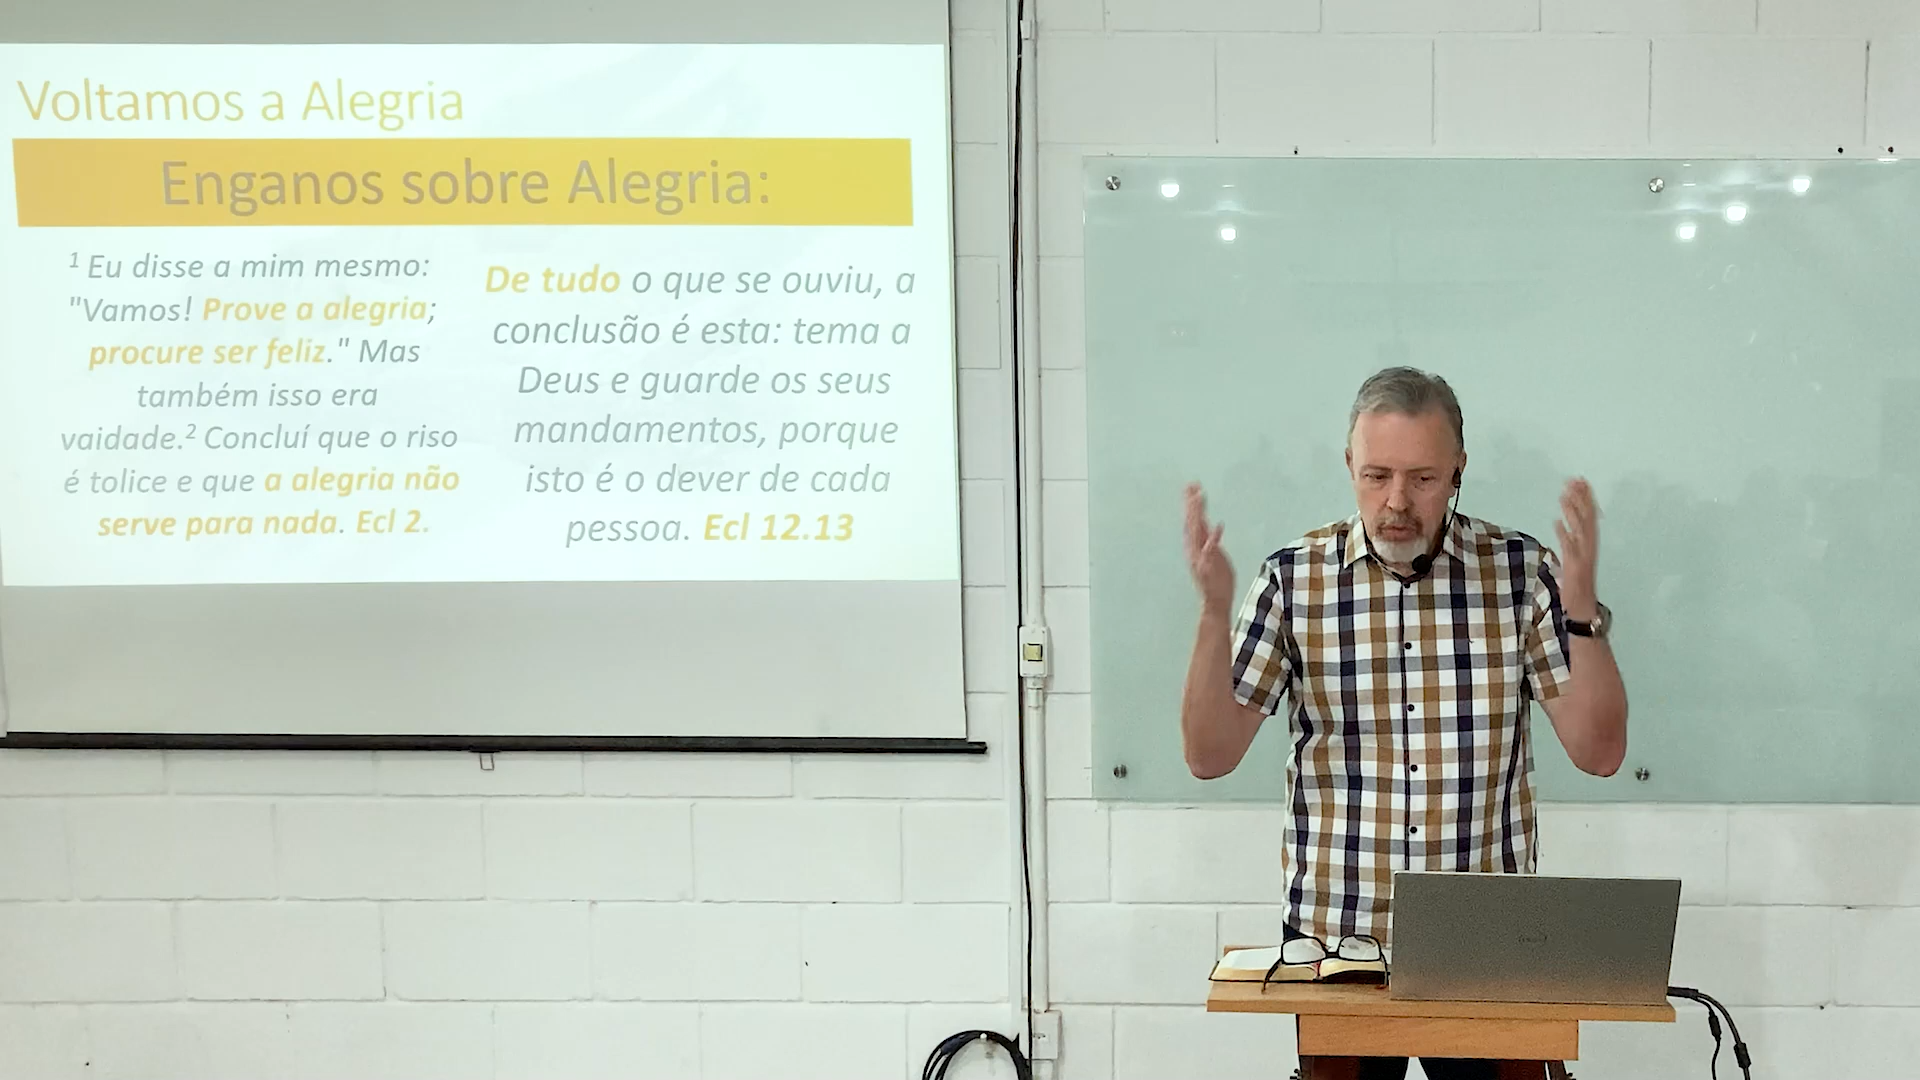 Voltamos a Alegria
Enganos sobre Alegria:
¹ Eu disse a mim mesmo:
"Vamos! Prove a alegria;
procure ser feliz." Mas
também isso era
vaidade.² Concluí que o riso
é tolice e que a alegria não
serve para nada. Ecl 2.
De tudo o que se ouviu, a
conclusão é esta: tema a
Deus e guarde os seus
mandamentos, porque
isto é o dever de cada
pessoa. Ecl 12.13